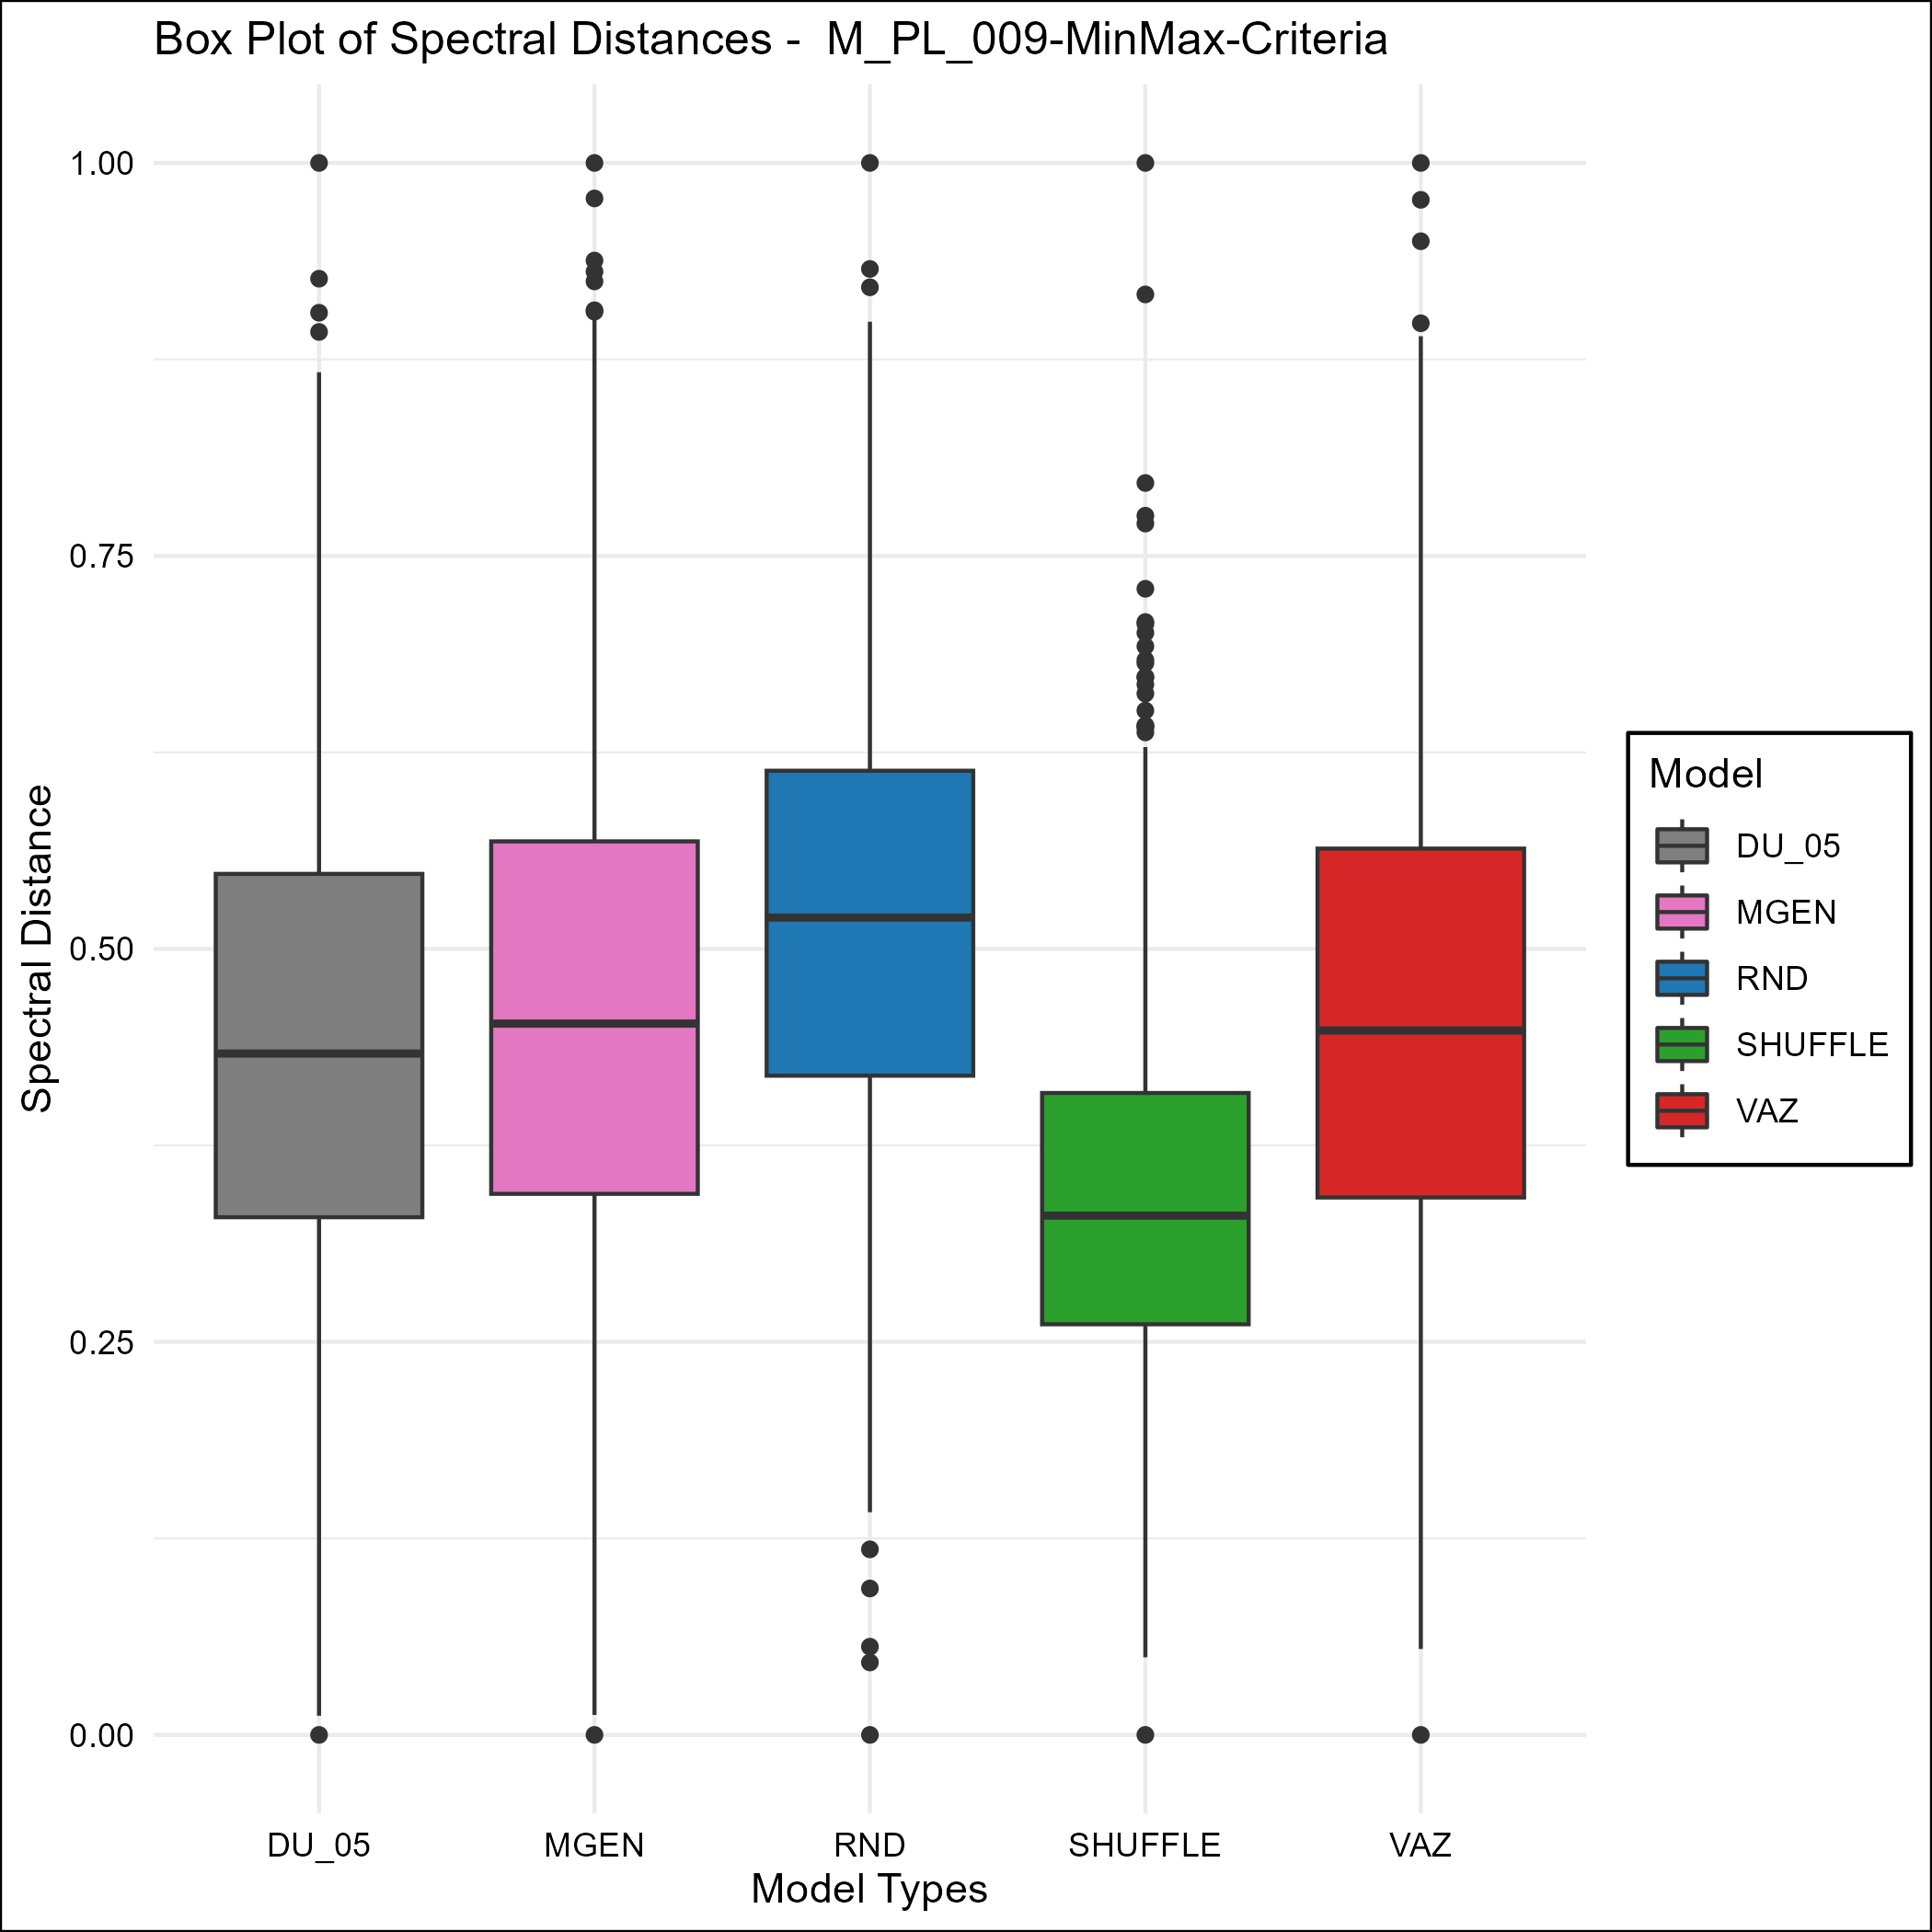 Box Plot of Spectral Distances -  M_PL_009-MinMax-Criteria
Spectral Distance
1.00
0.75
0.50
0.25
0.00
DU_05
MGEN
RND
SHUFFLE
VAZ
Model Types
Model
DU_05
MGEN
RND
SHUFFLE
VAZ